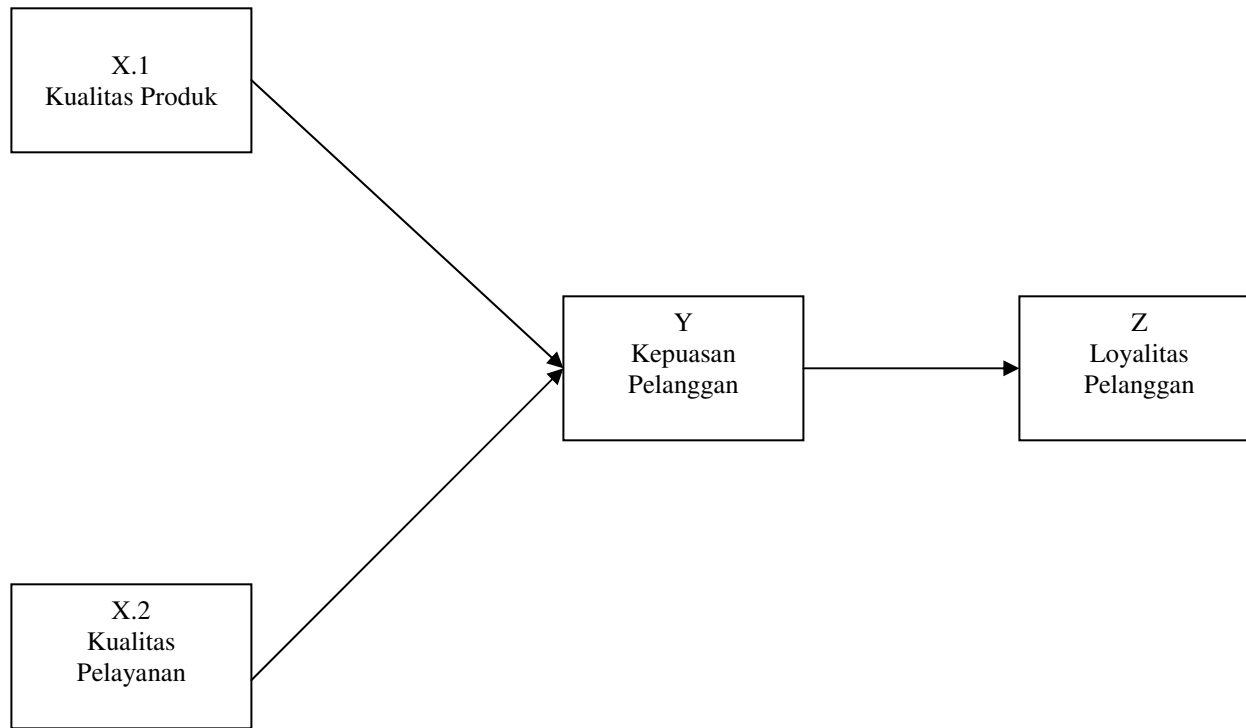 X.1
Kualitas Produk
Y
Kepuasan
Pelanggan
Z
Loyalitas
Pelanggan
X.2
Kualitas
Pelayanan